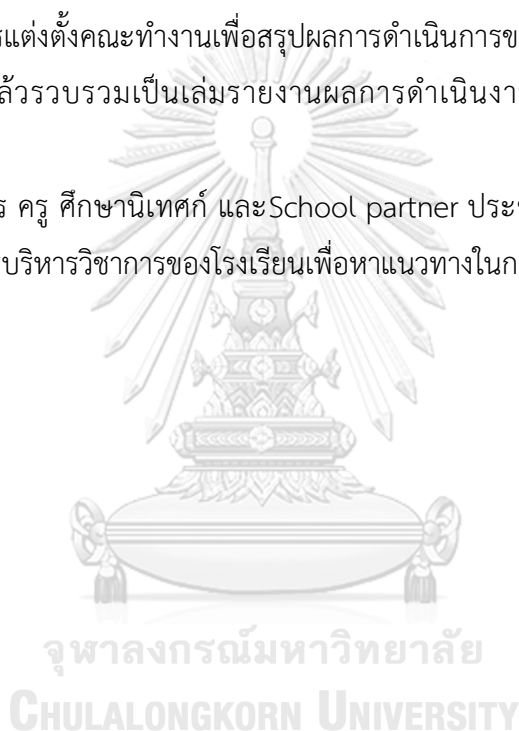 รแต่งตั้งคณะทำงานเพื่อสรุปผลการดำเนินการข
ล้วรวบรวมเป็นเล่มรายงานผลการดำเนินงา
ร ครู ศึกษานิเทศก์ และSchool partner ประช
บริหารวิชาการของโรงเรียนเพื่อหาแนวทางในก
จุฬาลงกรณ์มหาวิทยาลัย
CHULALONGKORN UNIVERSITY